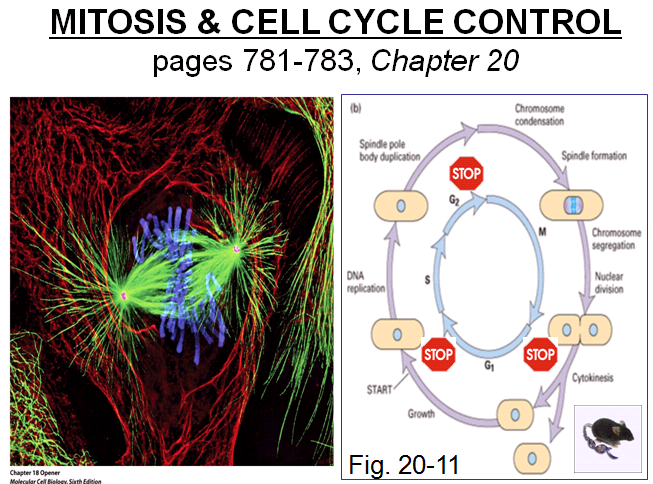 MITOSIS & CELL CYCLE CONTROL
pages 781-783, Chapter 20
(b)
Chromosome
condensation
Spindle pole
body duplication
Spindle formation
STOP
G2
M
Chromosome
segregation
DNA
replication
S
Nuclear
division
STOP
STOP
G1
START
Cytokinesis
Growth
Fig. 20-11
Chapter 18 Opener
Molecular Cell Biology, Sixth Edition